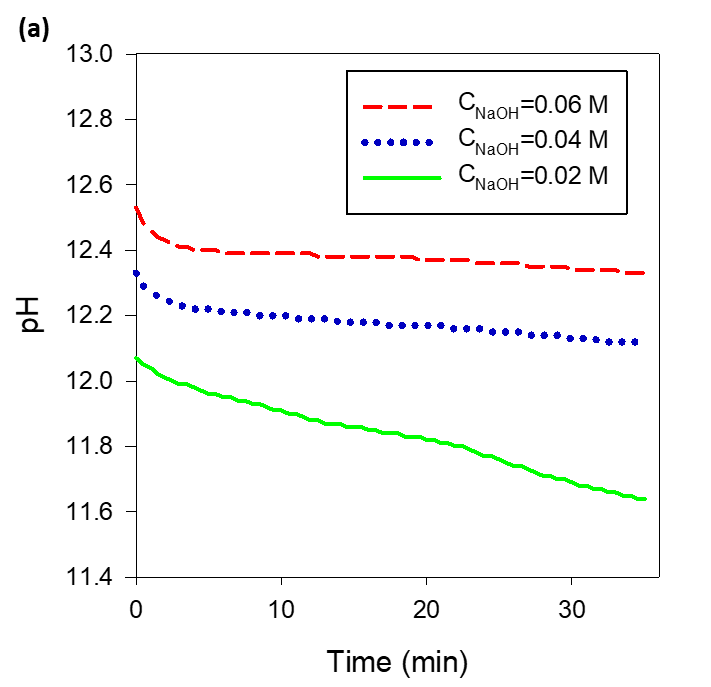 (a)
13.0
12.8
12.6
12.4
12.2
12.0
11.8
11.6
11.4
pH
C_NaOH=0.06 M
C_NaOH=0.04 M
C_NaOH=0.02 M
0 10 20 30
Time (min)